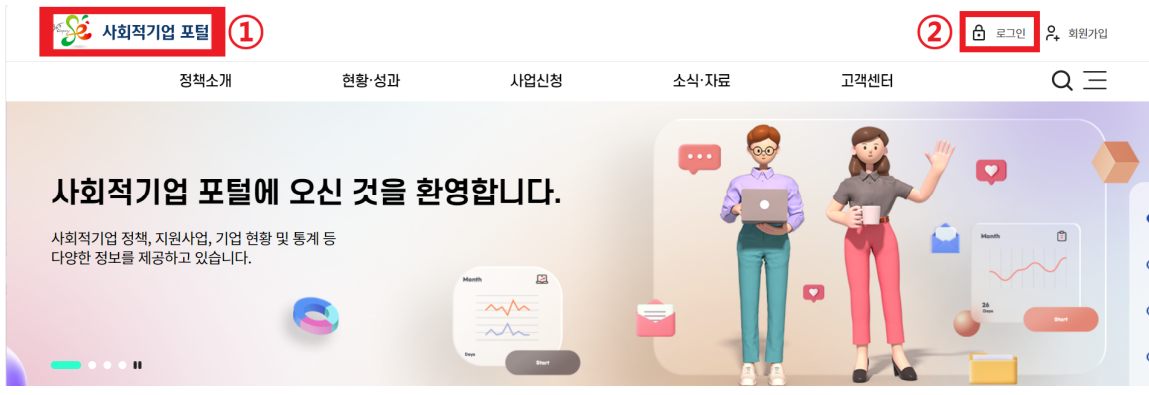 사회적기업 포털 ①
② 로그인 회원가입
정책소개 현황·성과 사업신청 소식·자료 고객센터
사회적기업 포털에 오신 것을 환영합니다.
사회적기업 정책, 지원사업, 기업 현황 및 통계 등
다양한 정보를 제공하고 있습니다.
Month
Days
Start
Month
26
Days
Start